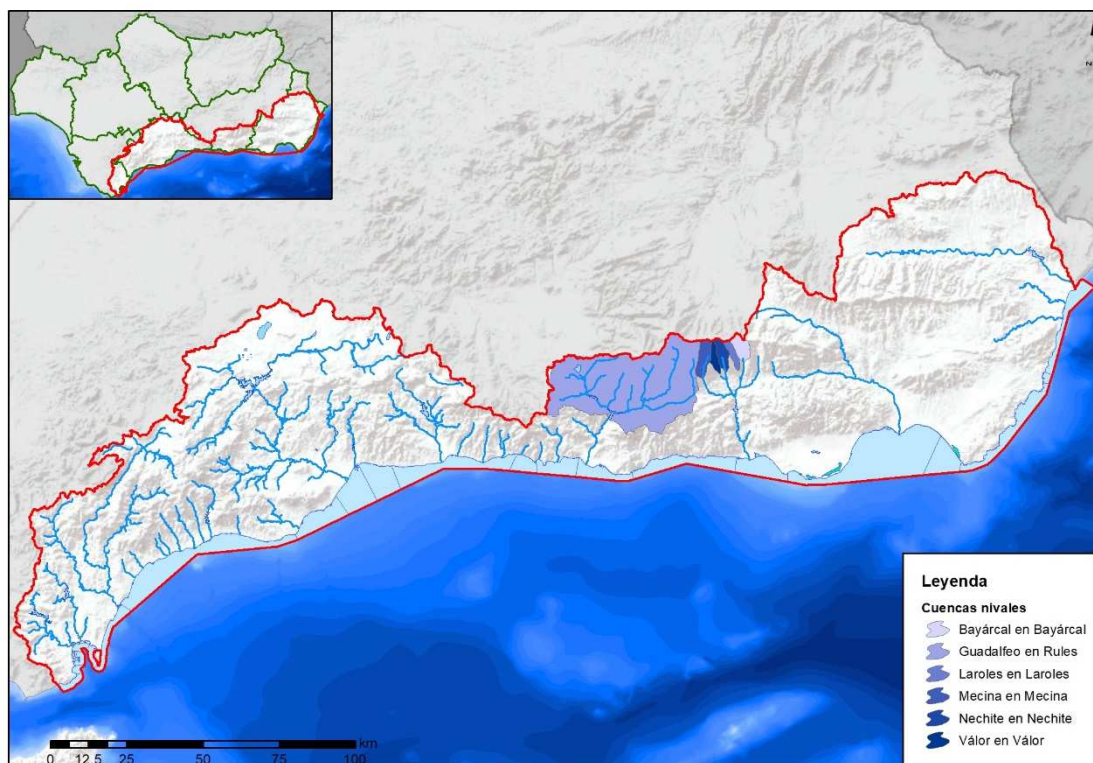 N
Leyenda
Cuencas nivales
Bayárcal en Bayárcal
Guadalfeo en Rules
Laroles en Laroles
Mecina en Mecina
Nechite en Nechite
Válor en Válor
km
0 12,5 25 50 75 100